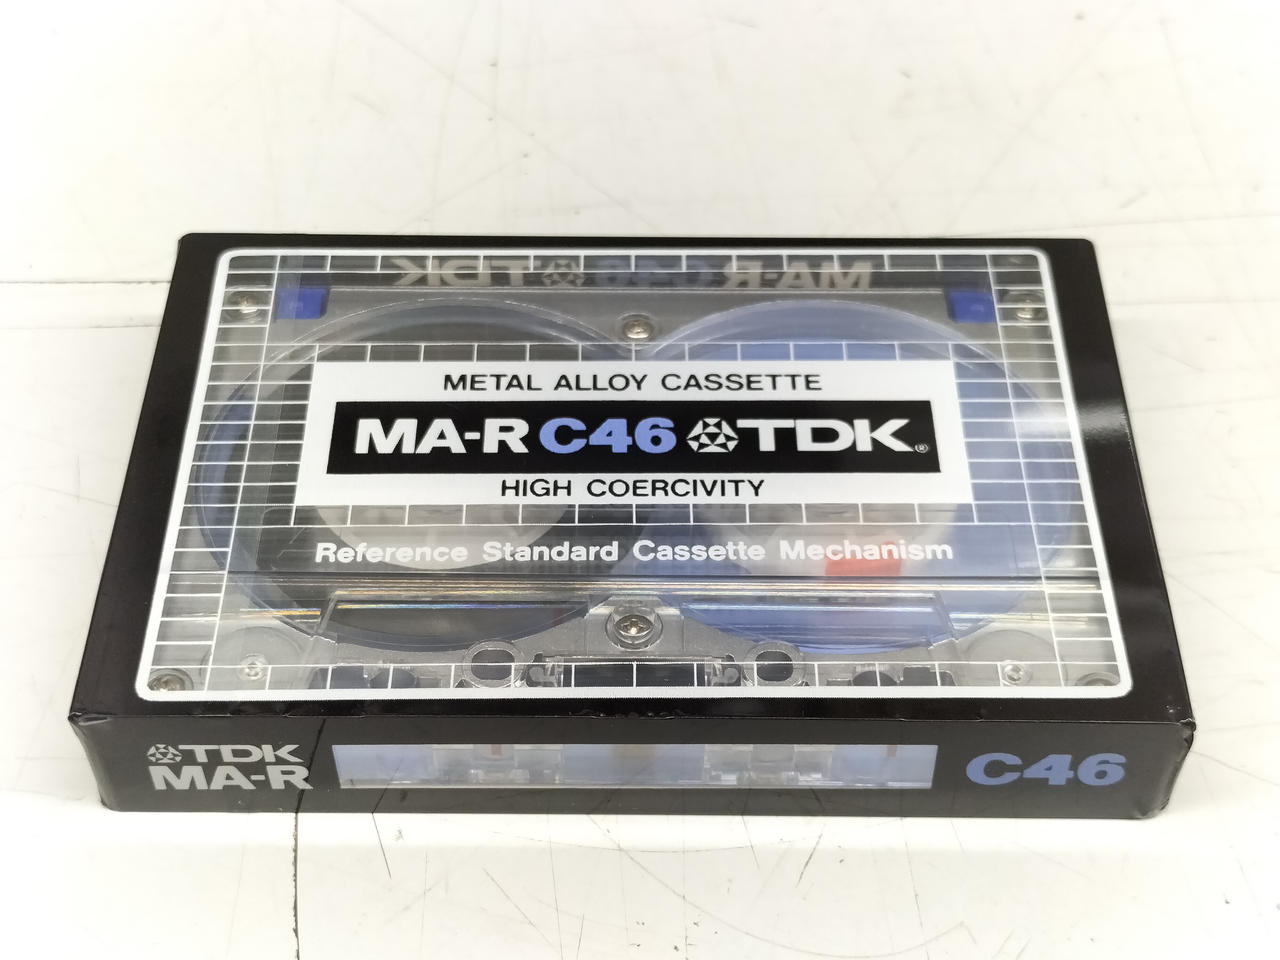 MA-R C46 TDK
METAL ALLOY CASSETTE
MA-R C46 TDK®
HIGH COERCIVITY
Reference Standard Cassette Mechanism
TDK
MA-R
C46